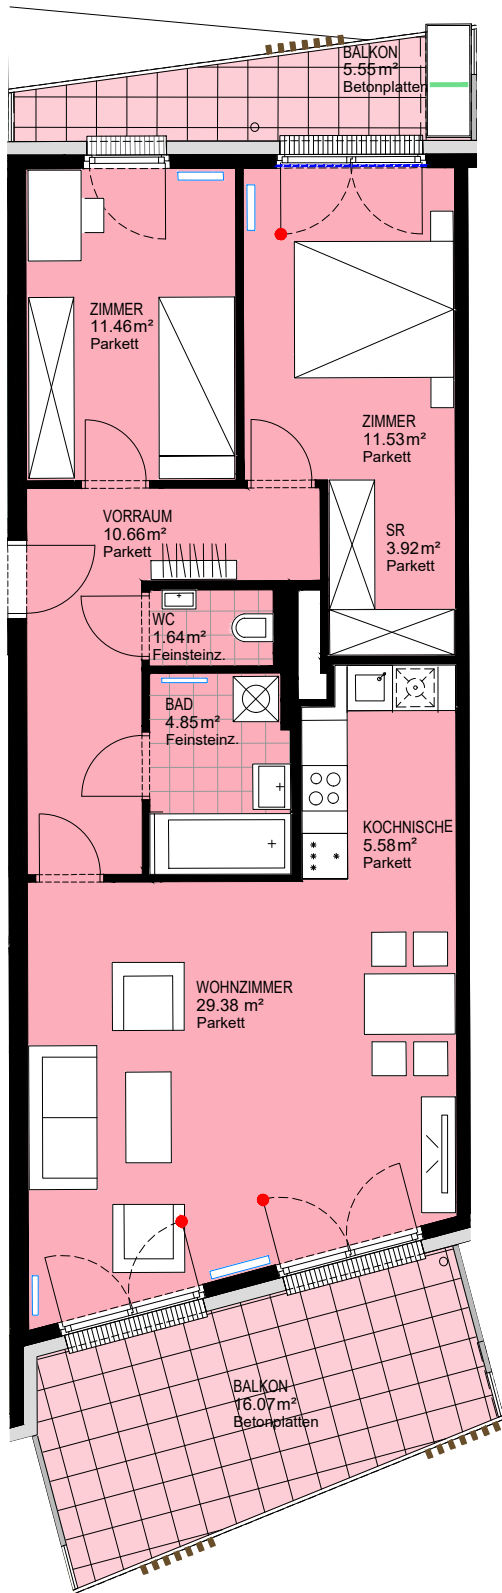 BALKON
5.55m²
Betonplatten
ZIMMER
11.46m²
Parkett
ZIMMER
11.53m²
Parkett
VORRAUM
10.66m²
Parkett
SR
3.92m²
Parkett
WC
1.64m²
Feinsteinz.
BAD
4.85m²
Feinsteinz.
KOCHNISCHE
5.58m²
Parkett
WOHNZIMMER
29.38 m²
Parkett
BALKON
16.07m²
Betonplatten